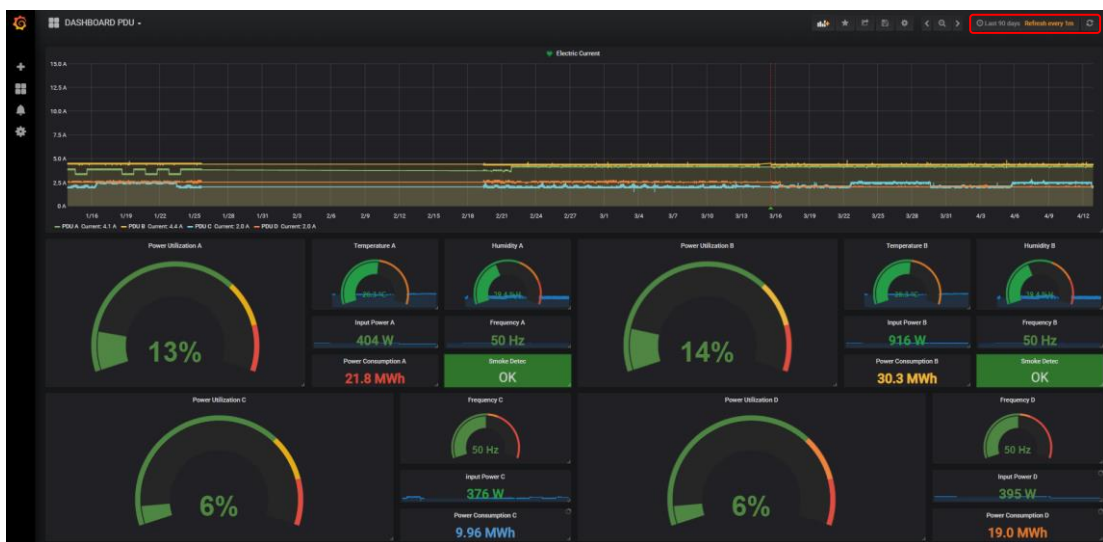 DASHBOARD PDU
Last 90 days Refresh every 1m
Electric Current
15.0 A
12.5 A
10.0 A
7.5 A
5.0 A
2.5 A
0 A
1/16 1/19 1/22 1/25 1/28 1/31 2/3 2/6 2/9 2/12 2/15 2/18 2/21 2/24 2/27 3/1 3/4 3/7 3/10 3/13 3/16 3/19 3/22 3/25 3/28 3/31 4/3 4/6 4/9 4/12
PDU A Current: 4.1 A PDU B Current: 4.4 A PDU C Current: 2.0 A PDU D Current: 2.0 A
Power Utilization A
13%
Temperature A
Humidity A
Input Power A
404 W
Frequency A
50 Hz
Power Consumption A
21.8 MWh
Smoke Detec
OK
Power Utilization B
14%
Temperature B
Humidity B
Input Power B
916 W
Frequency B
50 Hz
Power Consumption B
30.3 MWh
Smoke Detec
OK
Power Utilization C
6%
Frequency C
50 Hz
Input Power C
376 W
Power Consumption C
9.96 MWh
Power Utilization D
6%
Frequency D
50 Hz
Input Power D
395 W
Power Consumption D
19.0 MWh